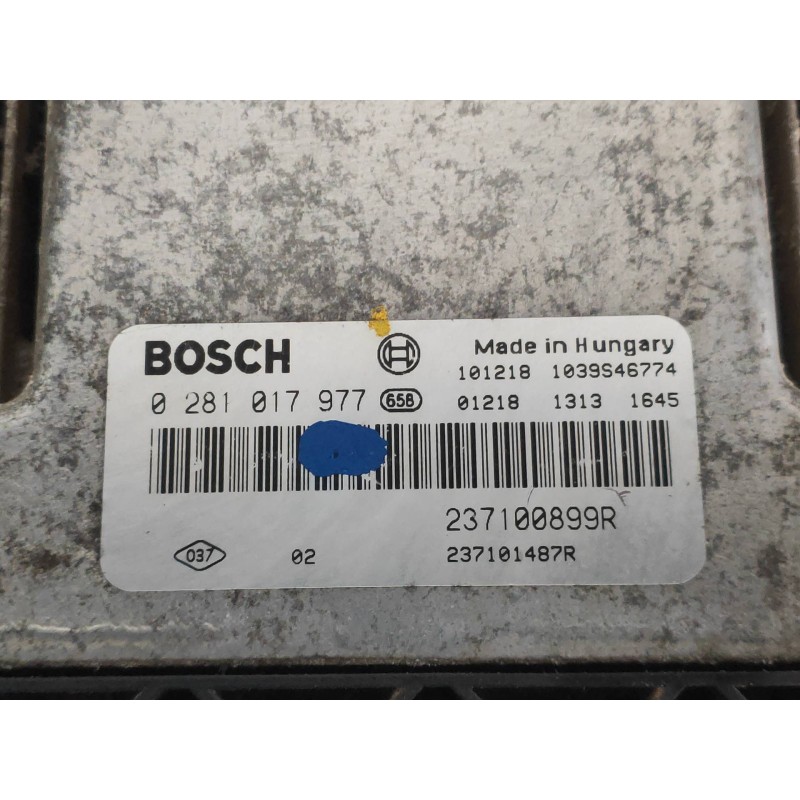 BOSCH
Made in Hungary
101218 1039S46774
0 281 017 977 658 01218 1313 1645
237100899R
037 02 237101487R